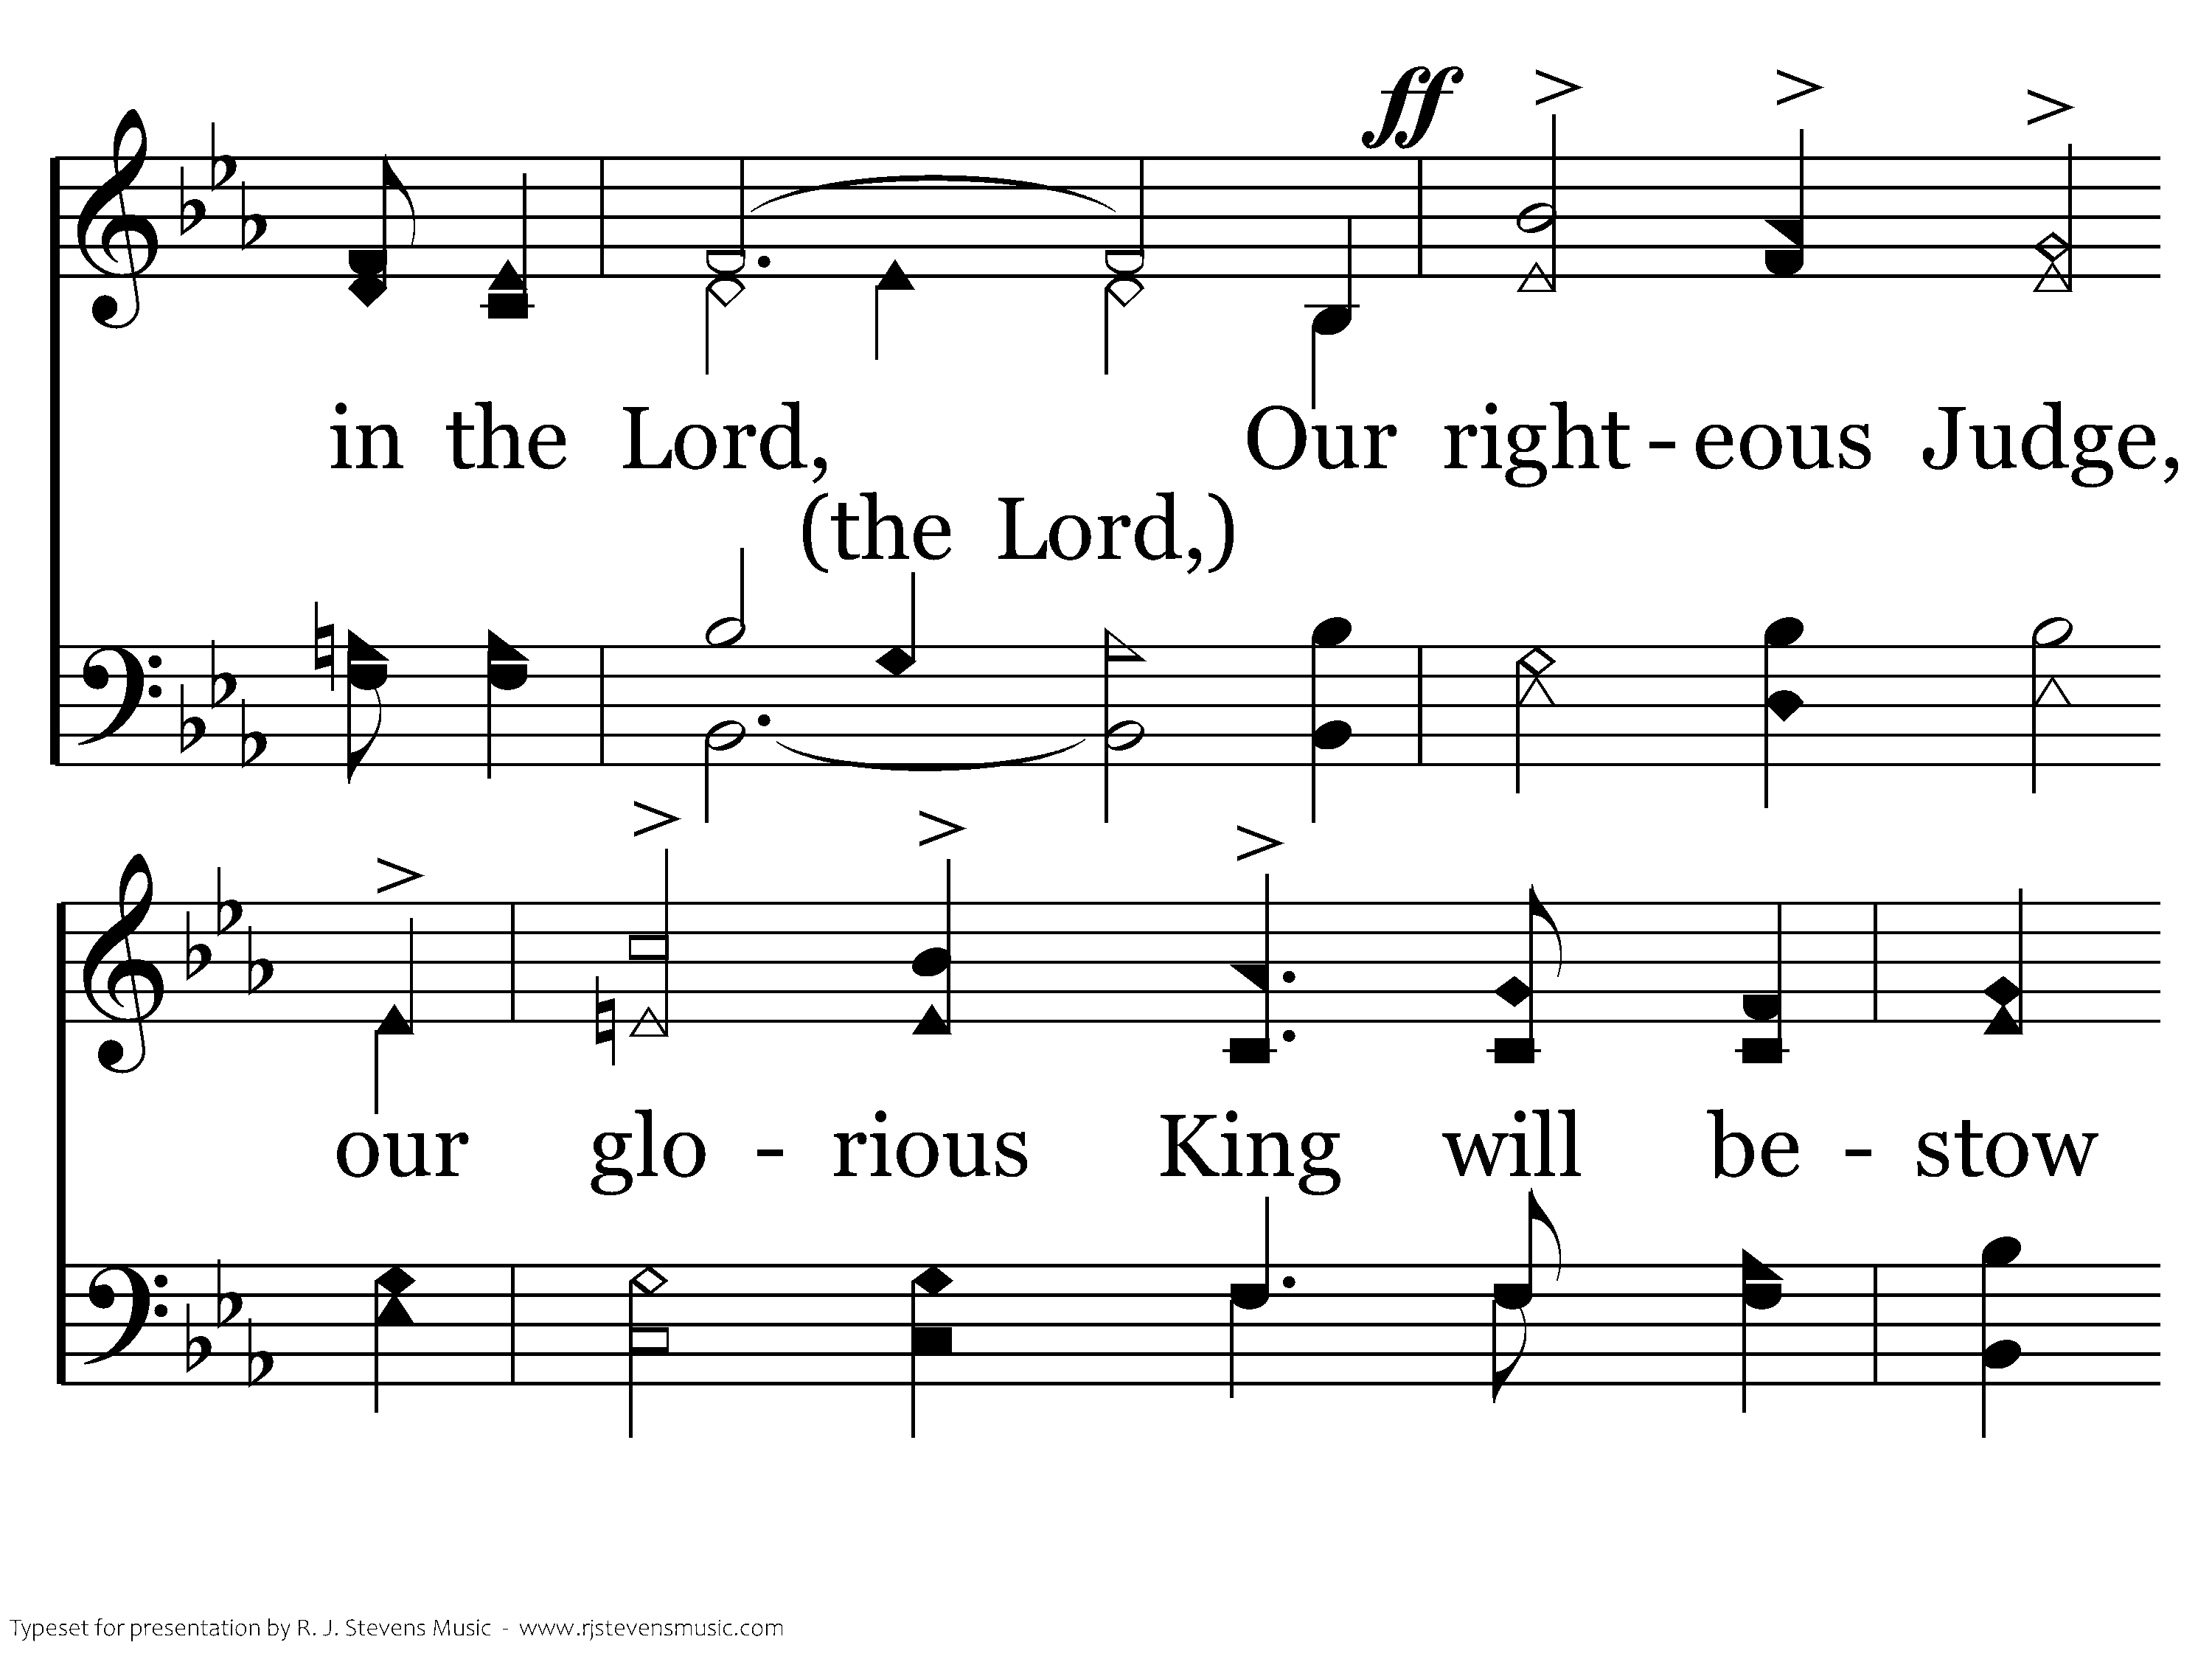 ff
in the Lord, Our right - eous Judge,
(the Lord,)
our glo - rious King will be - stow
Typeset for presentation by R. J. Stevens Music - www.rjstevensmusic.com